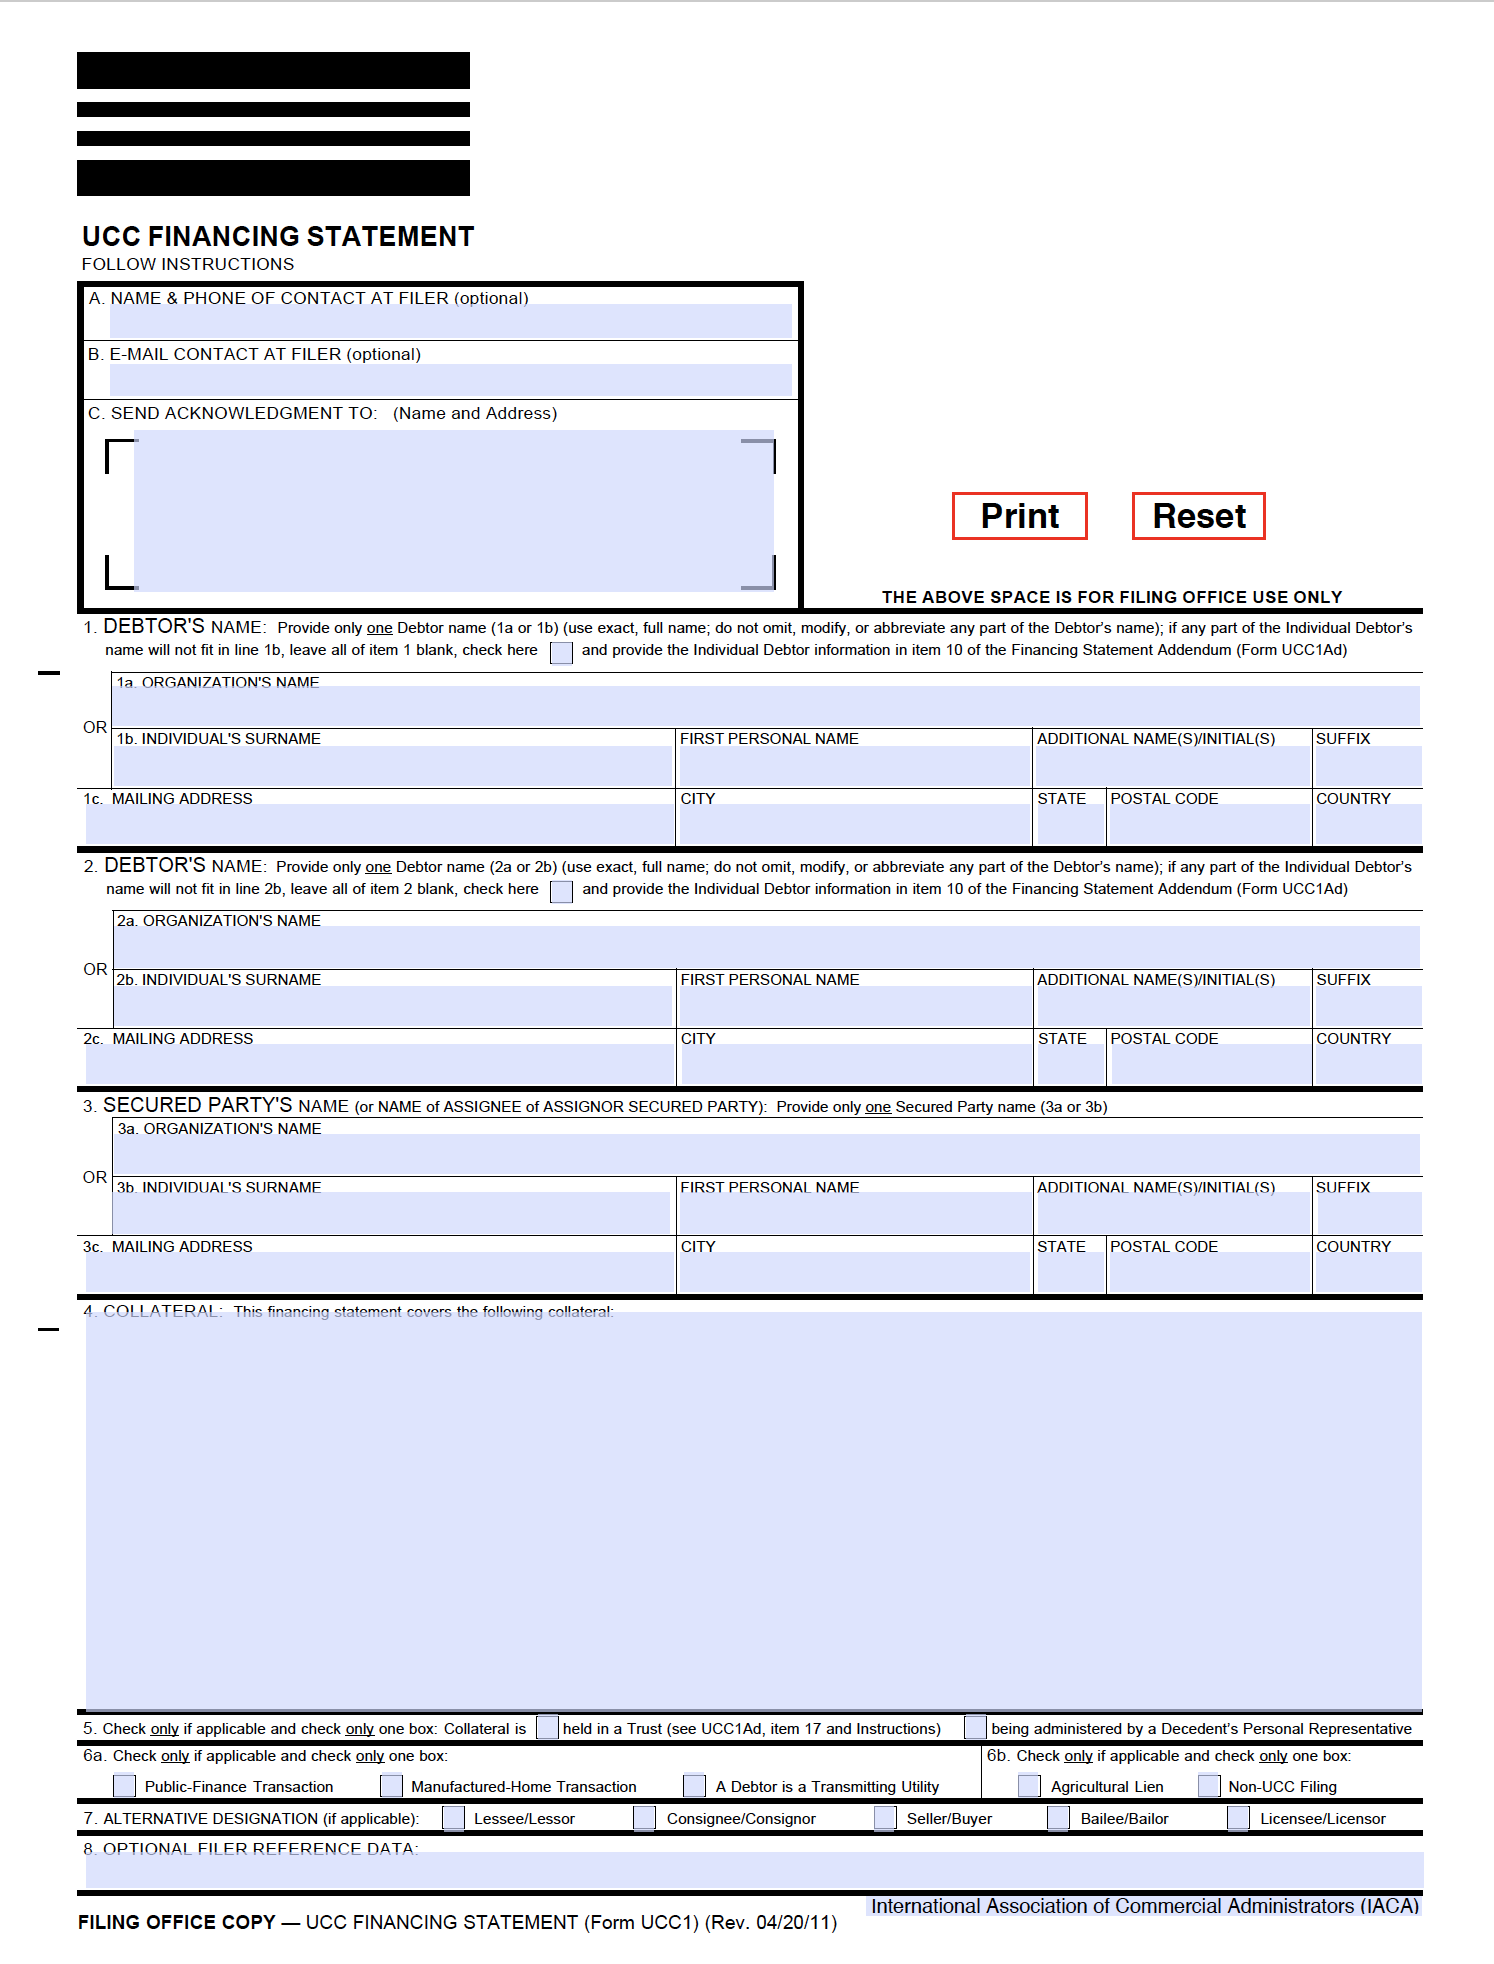 UCC FINANCING STATEMENT
FOLLOW INSTRUCTIONS
A. NAME & PHONE OF CONTACT AT FILER (optional)
B. E-MAIL CONTACT AT FILER (optional)
C. SEND ACKNOWLEDGMENT TO: (Name and Address)
Print
Reset
THE ABOVE SPACE IS FOR FILING OFFICE USE ONLY
1. DEBTOR'S NAME: Provide only one Debtor name (1a or 1b) (use exact, full name; do not omit, modify, or abbreviate any part of the Debtor's name); if any part of the Individual Debtor's
name will not fit in line 1b, leave all of item 1 blank, check here and provide the Individual Debtor information in item 10 of the Financing Statement Addendum (Form UCC1Ad)
1a. ORGANIZATION'S NAME
OR
1b. INDIVIDUAL'S SURNAME FIRST PERSONAL NAME ADDITIONAL NAME(S)/INITIAL(S) SUFFIX
1c. MAILING ADDRESS CITY STATE POSTAL CODE COUNTRY
2. DEBTOR'S NAME: Provide only one Debtor name (2a or 2b) (use exact, full name; do not omit, modify, or abbreviate any part of the Debtor's name); if any part of the Individual Debtor's
name will not fit in line 2b, leave all of item 2 blank, check here and provide the Individual Debtor information in item 10 of the Financing Statement Addendum (Form UCC1Ad)
2a. ORGANIZATION'S NAME
OR
2b. INDIVIDUAL'S SURNAME FIRST PERSONAL NAME ADDITIONAL NAME(S)/INITIAL(S) SUFFIX
2c. MAILING ADDRESS CITY STATE POSTAL CODE COUNTRY
3. SECURED PARTY'S NAME (or NAME of ASSIGNEE of ASSIGNOR SECURED PARTY): Provide only one Secured Party name (3a or 3b)
3a. ORGANIZATION'S NAME
OR
3b. INDIVIDUAL'S SURNAME FIRST PERSONAL NAME ADDITIONAL NAME(S)/INITIAL(S) SUFFIX
3c. MAILING ADDRESS CITY STATE POSTAL CODE COUNTRY
4. COLLATERAL: This financing statement covers the following collateral:
5. Check only if applicable and check only one box: Collateral is held in a Trust (see UCC1Ad, item 17 and Instructions) being administered by a Decedent's Personal Representative
6a. Check only if applicable and check only one box:
Public-Finance Transaction Manufactured-Home Transaction A Debtor is a Transmitting Utility
6b. Check only if applicable and check only one box:
Agricultural Lien Non-UCC Filing
7. ALTERNATIVE DESIGNATION (if applicable): Lessee/Lessor Consignee/Consignor Seller/Buyer Bailee/Bailor Licensee/Licensor
8. OPTIONAL FILER REFERENCE DATA:
International Association of Commercial Administrators (IACA)
FILING OFFICE COPY — UCC FINANCING STATEMENT (Form UCC1) (Rev. 04/20/11)